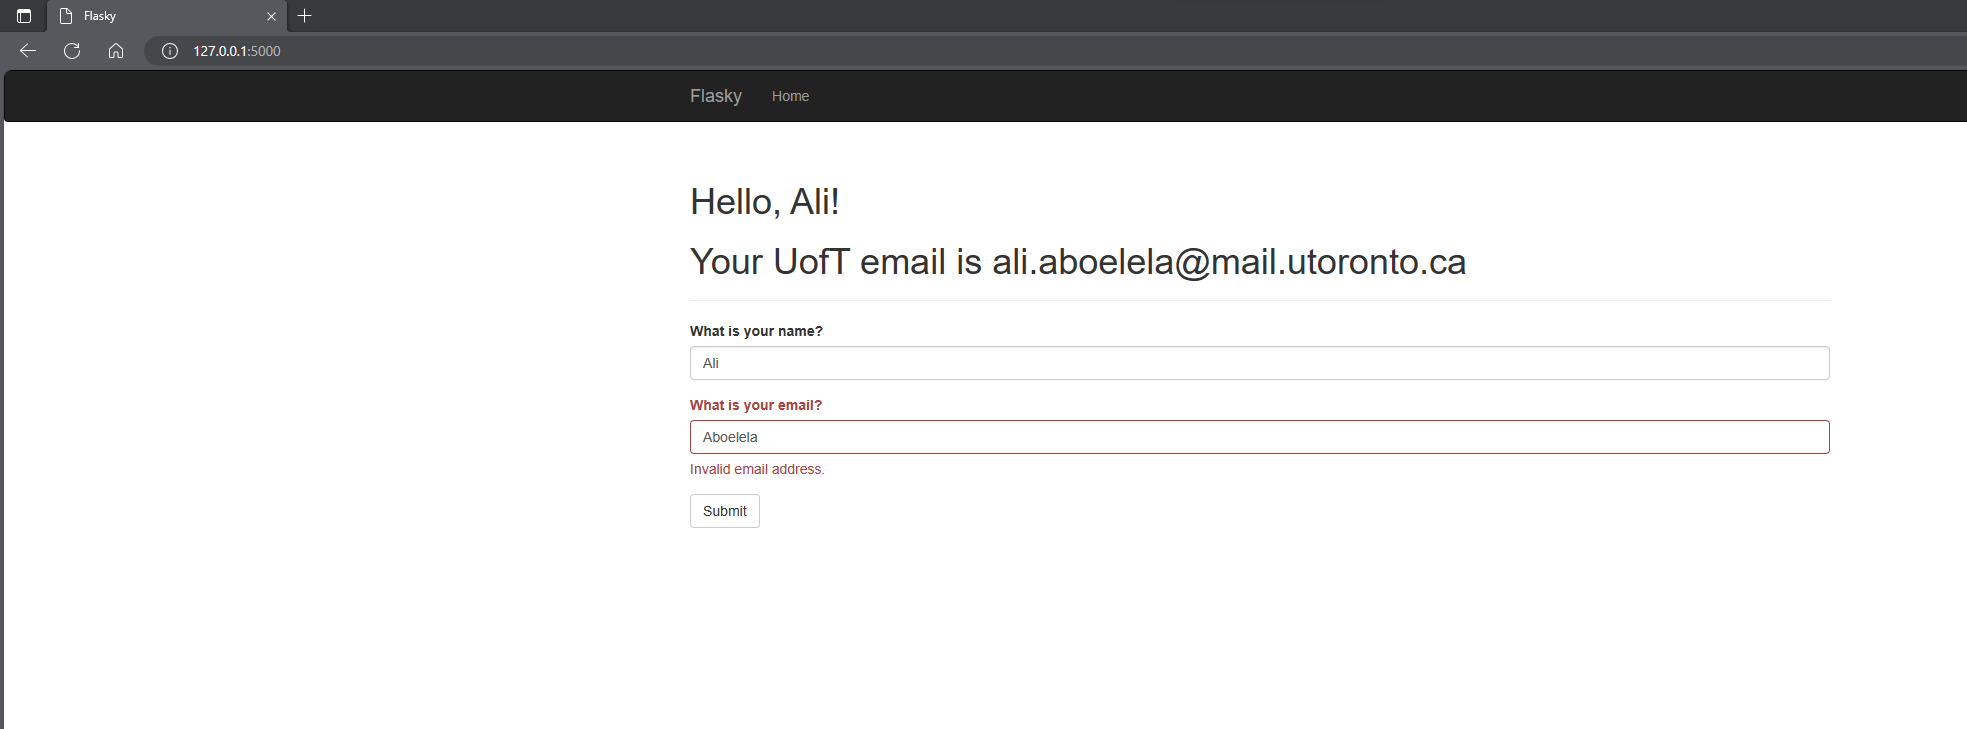 Flasky
127.0.0.1:5000
Flasky Home
Hello, Ali!
Your UofT email is ali.aboelela@mail.utoronto.ca
What is your name?
Ali
What is your email?
Aboelela
Invalid email address.
Submit